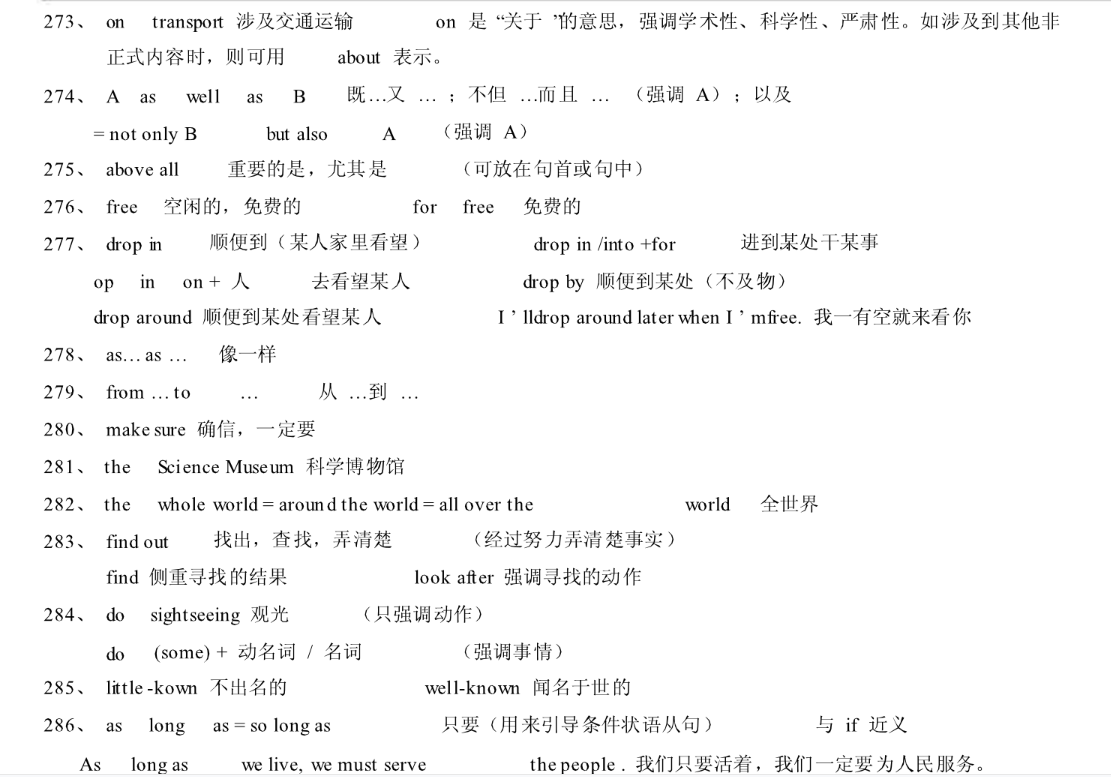 273、 on transport 涉及交通运输 on 是 “关于 ”的意思，强调学术性、科学性、严肃性。如涉及到其他非
正式内容时，则可用 about 表示。
274、 A as well as B 既…又 … ；不但 …而且 … （强调 A）；以及
= not only B but also A （强调 A）
275、 above all 重要的是，尤其是 （可放在句首或句中）
276、 free 空闲的，免费的 for free 免费的
277、 drop in 顺便到（某人家里看望） drop in /into +for 进到某处干某事
op in on + 人 去看望某人 drop by 顺便到某处（不及物）
drop around 顺便到某处看望某人 I ’ lldrop around later when I ’ mfree. 我一有空就来看你
278、 as… as … 像一样
279、 from … to … 从 …到 …
280、 make sure 确信，一定要
281、 the Science Museum 科学博物馆
282、 the whole world = around the world = all over the world 全世界
283、 find out 找出，查找，弄清楚 （经过努力弄清楚事实）
find 侧重寻找的结果 look after 强调寻找的动作
284、 do sightseeing 观光 （只强调动作）
do (some) + 动名词 / 名词 （强调事情）
285、 little -kown 不出名的 well-known 闻名于世的
286、 as long as = so long as 只要（用来引导条件状语从句） 与 if 近义
As long as we live, we must serve the people . 我们只要活着，我们一定要为人民服务。